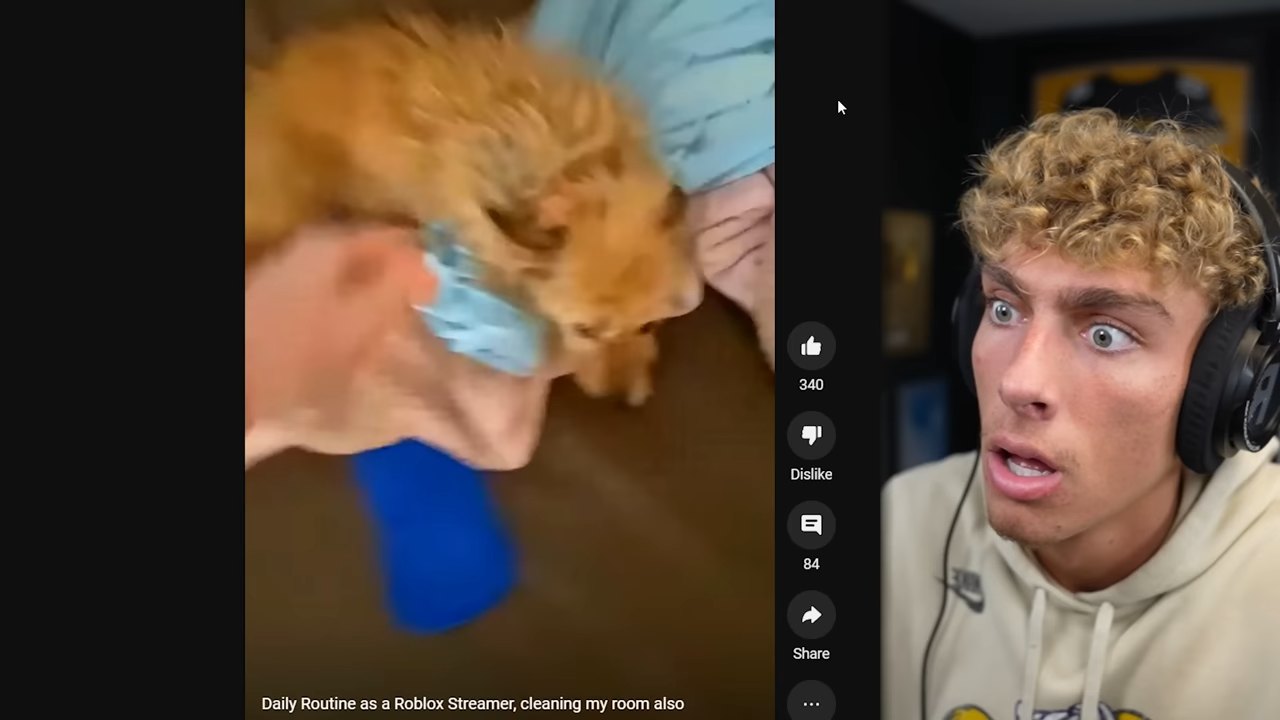 340
Dislike
84
Share
Daily Routine as a Roblox Streamer, cleaning my room also